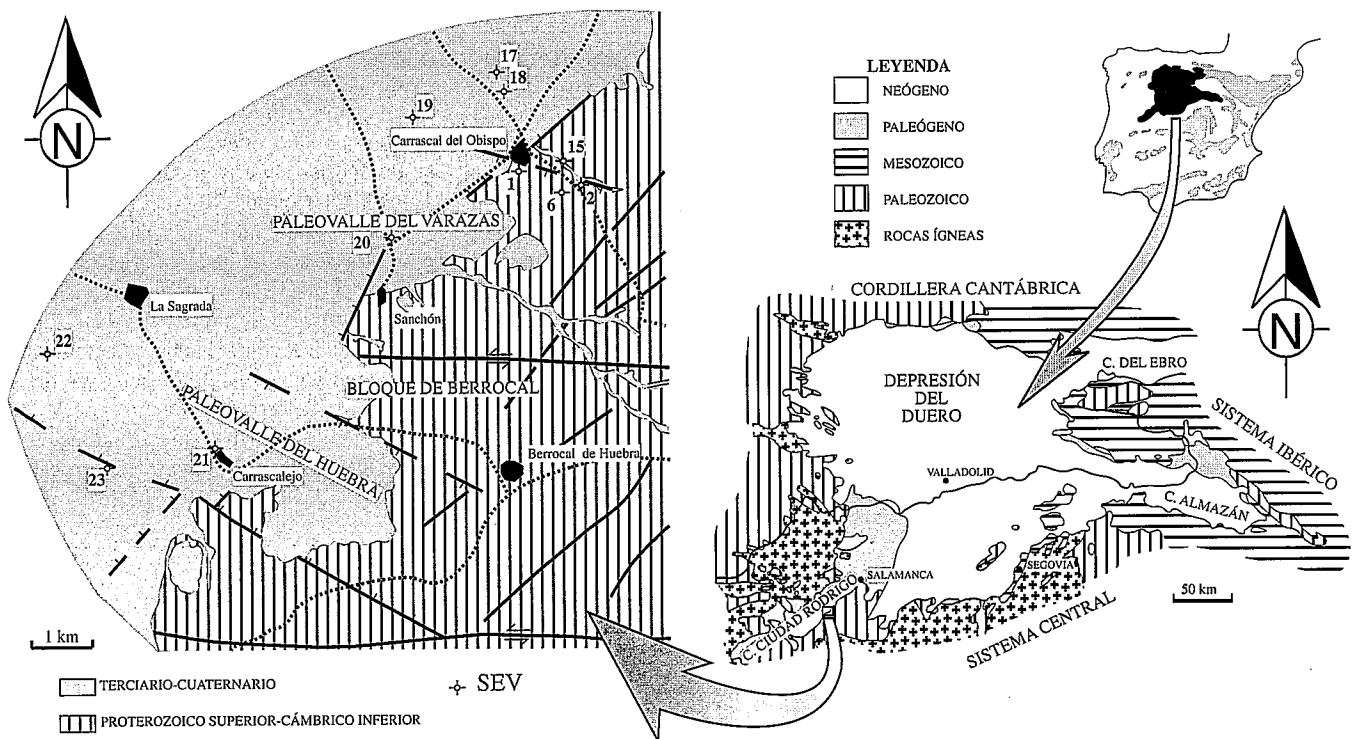 N
17
18
19
Carrascal del Obispo
15
1
2
6
PALEOVALLE DEL VARAZAS
20
La Sagrada
Sanchón
22
BLOQUE DE BERROCAL
PALEOVALLE DEL HUEBRA
21
Carrascalejo
23
Berrocal de Huebra
1 km
TERCIARIO-CUATERNARIO
SEV
PROTEROZOICO SUPERIOR-CÁMBRICO INFERIOR
LEYENDA
NEÓGENO
PALEÓGENO
MESOZOICO
PALEOZOICO
ROCAS ÍGNEAS
N
CORDILLERA CANTÁBRICA
DEPRESIÓN
DEL
DUERO
C. DEL EBRO
SISTEMA IBÉRICO
VALLADOLID
C. ALMAZÁN
SALAMANCA
SEGOVIA
C. CIUDAD RODRIGO
SISTEMA CENTRAL
50 km